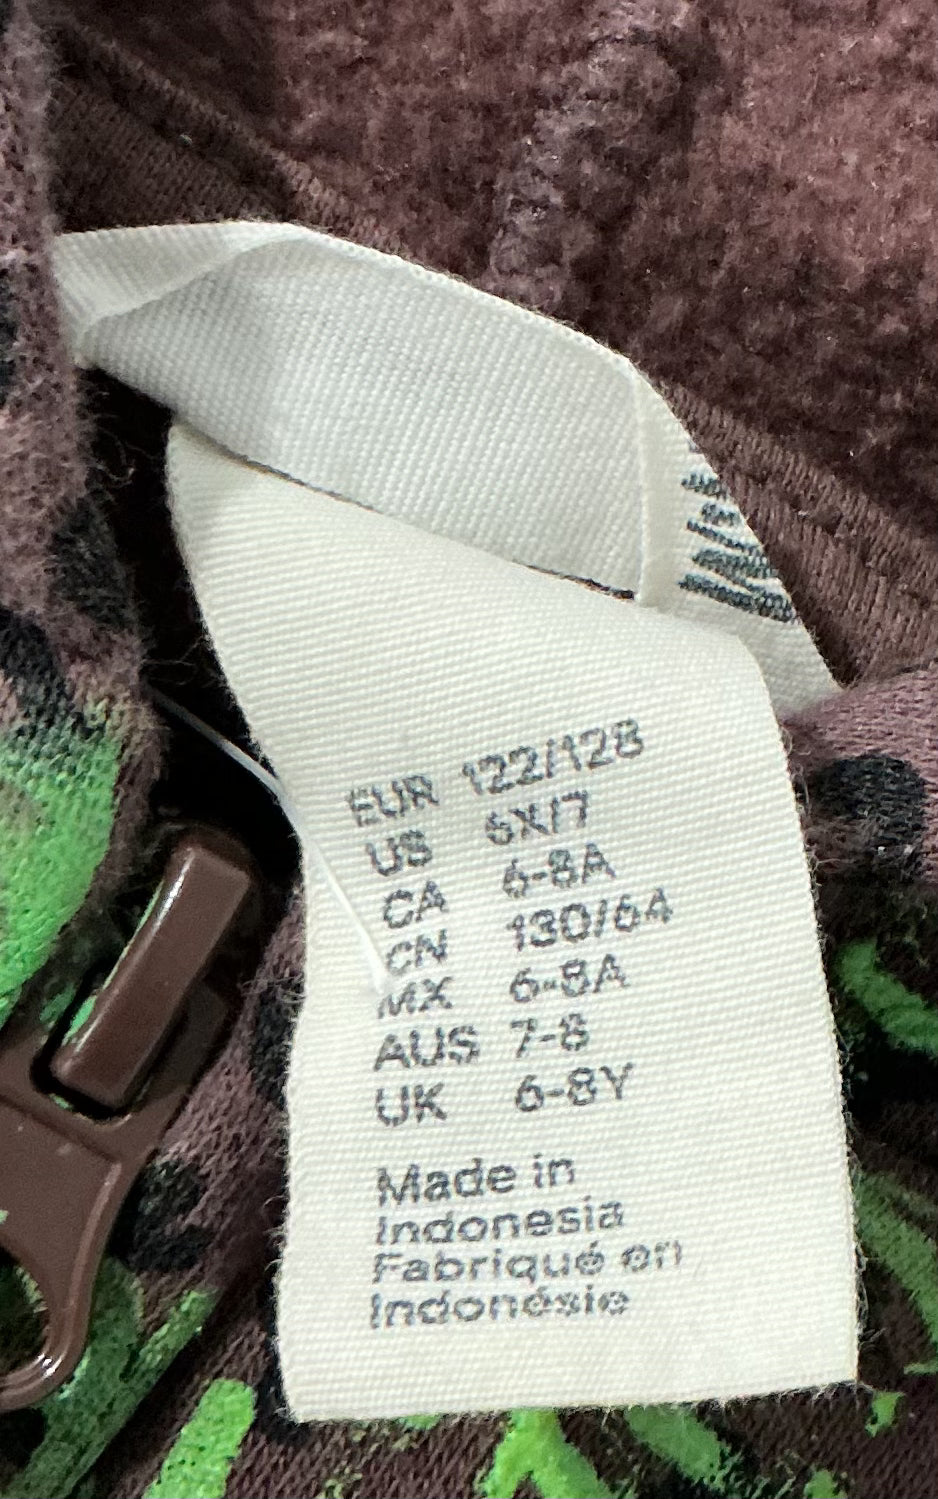 EUR 122/128
US 6X/7
CA 6-8A
CN 130/64
MX 6-8A
AUS 7-8
UK 6-8Y
Made in
Indonesia
Fabriqué en
Indonésie